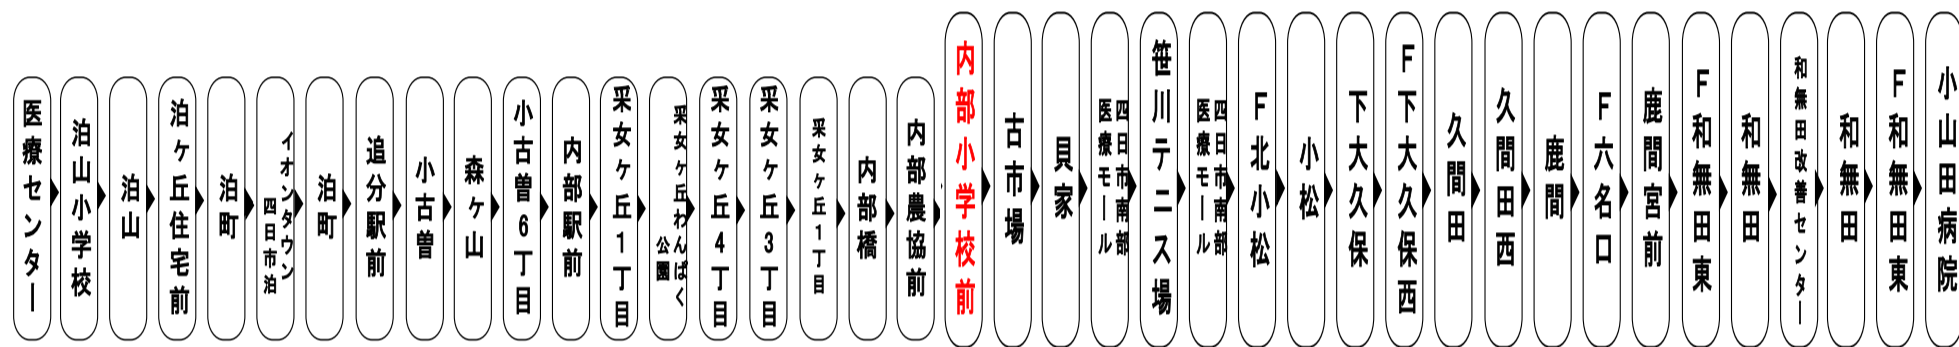 医療センター
泊山小学校
泊山
泊ヶ丘住宅前
泊町
イオンタウン
四日市泊
泊町
追分駅前
小古曽
森ヶ山
小古曽6丁目
内部駅前
采女ヶ丘1丁目
采女ヶ丘わんぱく
公園
采女ヶ丘4丁目
采女ヶ丘3丁目
采女ヶ丘1丁目
内部橋
内部農協前
内部小学校前
古市場
貝家
四日市南部
医療モール
笹川テニス場
四日市南部
医療モール
F北小松
小松
下大久保
F下大久保西
久間田
久間田西
鹿間
F六名口
鹿間宮前
F和無田東
和無田
和無田改善センター
和無田
F和無田東
小山田病院